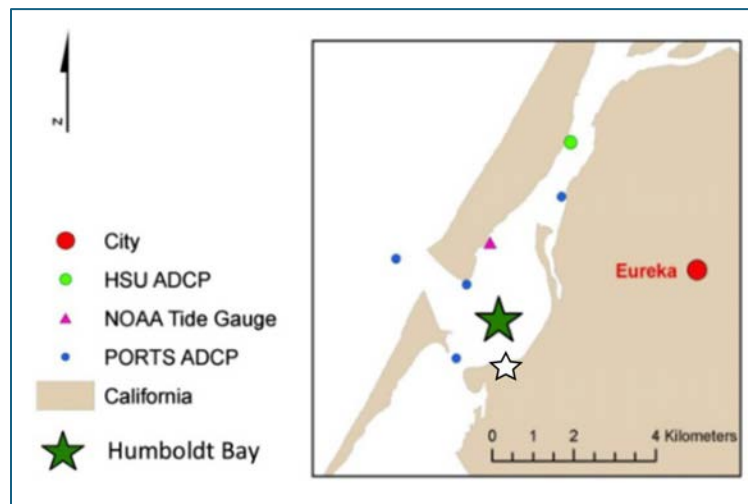 N
City
HSU ADCP
NOAA Tide Gauge
PORTS ADCP
California
Humboldt Bay
Eureka
0 1 2 4 Kilometers